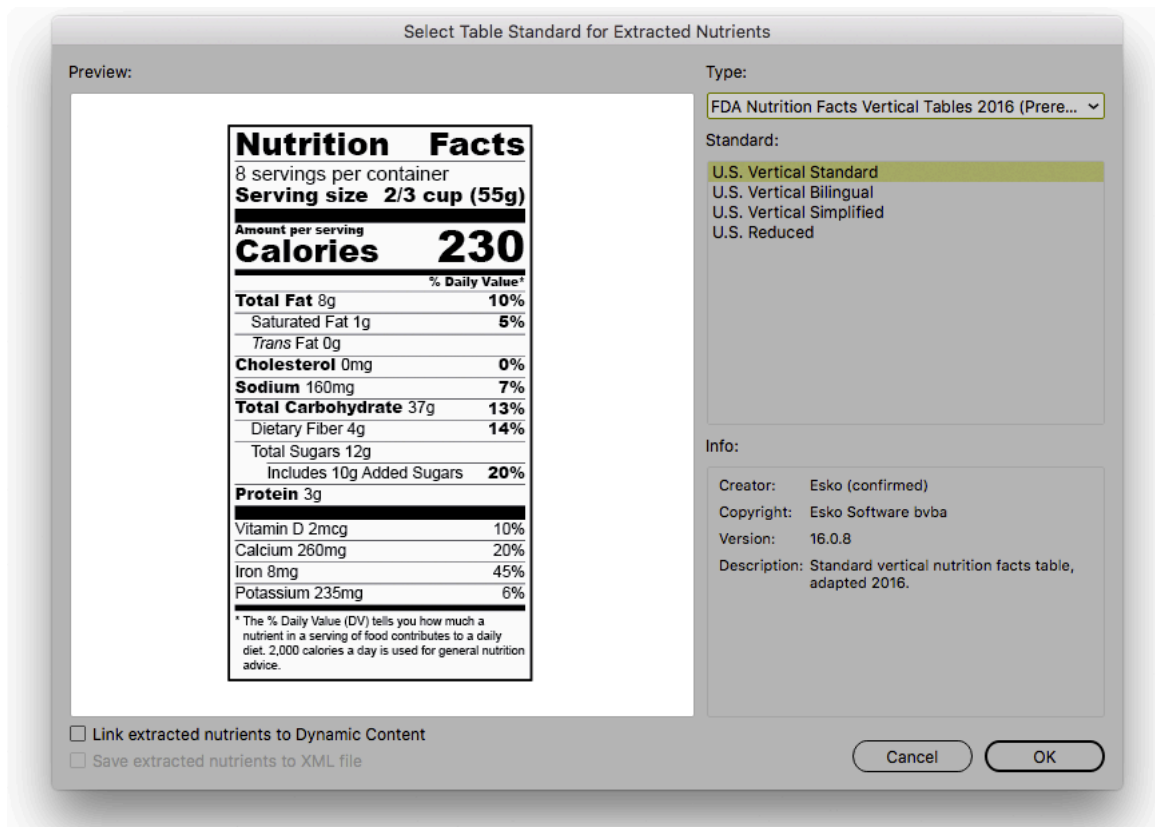 Select Table Standard for Extracted Nutrients
Preview:
Nutrition Facts
8 servings per container
Serving size 2/3 cup (55g)
Amount per serving
Calories 230
% Daily Value*
Total Fat 8g 10%
Saturated Fat 1g 5%
Trans Fat 0g
Cholesterol 0mg 0%
Sodium 160mg 7%
Total Carbohydrate 37g 13%
Dietary Fiber 4g 14%
Total Sugars 12g
Includes 10g Added Sugars 20%
Protein 3g
Vitamin D 2mcg 10%
Calcium 260mg 20%
Iron 8mg 45%
Potassium 235mg 6%
* The % Daily Value (DV) tells you how much a
nutrient in a serving of food contributes to a daily
diet. 2,000 calories a day is used for general nutrition
advice.
Type:
FDA Nutrition Facts Vertical Tables 2016 (Prere...
Standard:
U.S. Vertical Standard
U.S. Vertical Bilingual
U.S. Vertical Simplified
U.S. Reduced
Info:
Creator: Esko (confirmed)
Copyright: Esko Software bvba
Version: 16.0.8
Description: Standard vertical nutrition facts table,
adapted 2016.
Link extracted nutrients to Dynamic Content
Save extracted nutrients to XML file
Cancel OK